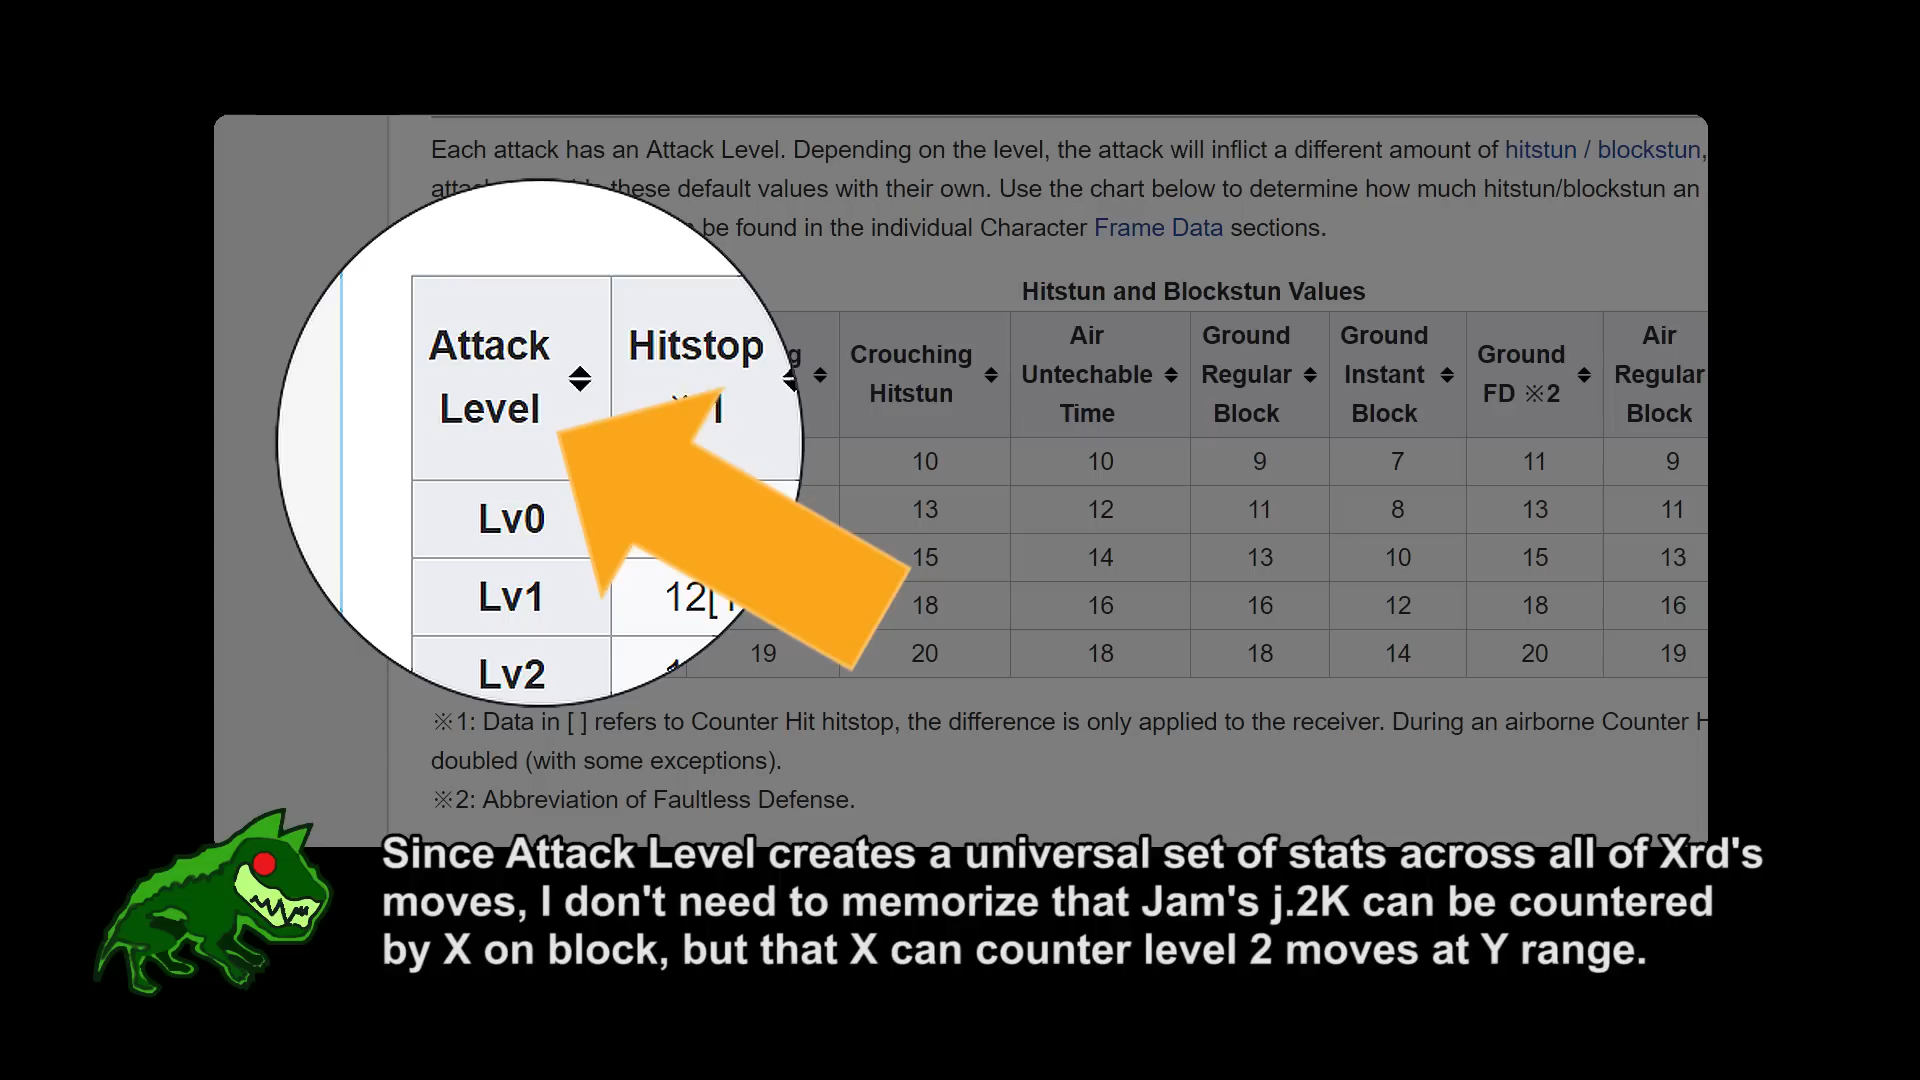 Each attack has an Attack Level. Depending on the level, the attack will inflict a different amount of hitstun / blockstun,
these default values with their own. Use the chart below to determine how much hitstun/blockstun an
be found in the individual Character Frame Data sections.
Hitstun and Blockstun Values
Attack Level Hitstop Crouching Hitstun Air Untechable Time Ground Regular Block Ground Instant Block Ground FD ※2 Air Regular Block
Lv0 10 10 9 7 11 9
Lv1 12[ 13 12 11 8 13 11
Lv2 15 14 13 10 15 13
18 16 16 12 18 16
19 20 18 18 14 20 19
※1: Data in [ ] refers to Counter Hit hitstop, the difference is only applied to the receiver. During an airborne Counter H
doubled (with some exceptions).
※2: Abbreviation of Faultless Defense.
Since Attack Level creates a universal set of stats across all of Xrd's
moves, I don't need to memorize that Jam's j.2K can be countered
by X on block, but that X can counter level 2 moves at Y range.